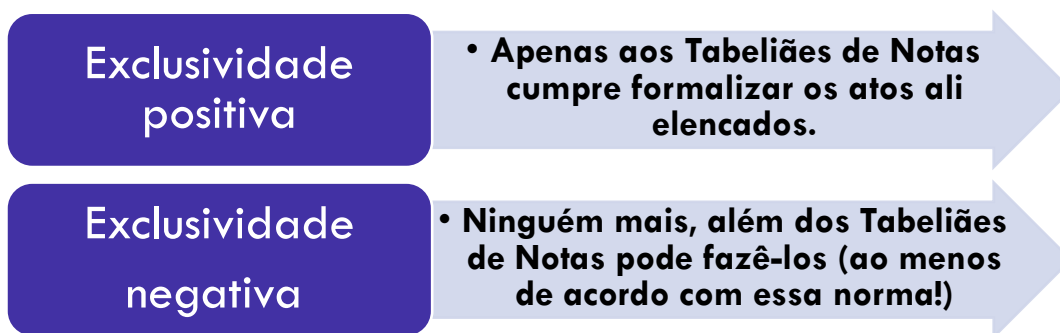 Exclusividade
positiva
• Apenas aos Tabeliães de Notas
cumpre formalizar os atos ali
elencados.
Exclusividade
negativa
• Ninguém mais, além dos Tabeliães
de Notas pode fazê-los (ao menos
de acordo com essa norma!)